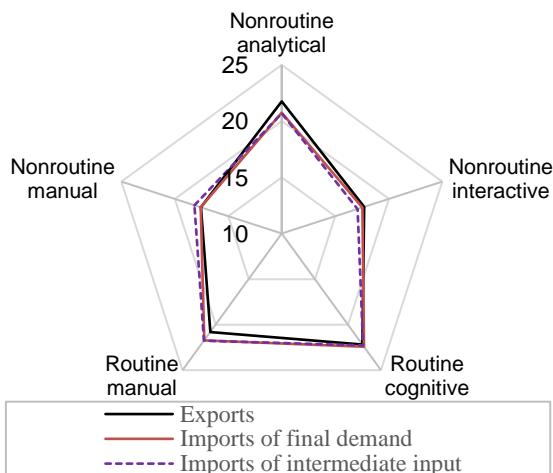 Nonroutine
analytical
25
20
15
10
Nonroutine
manual
Nonroutine
interactive
Routine
manual
Routine
cognitive
Exports
Imports of final demand
Imports of intermediate input